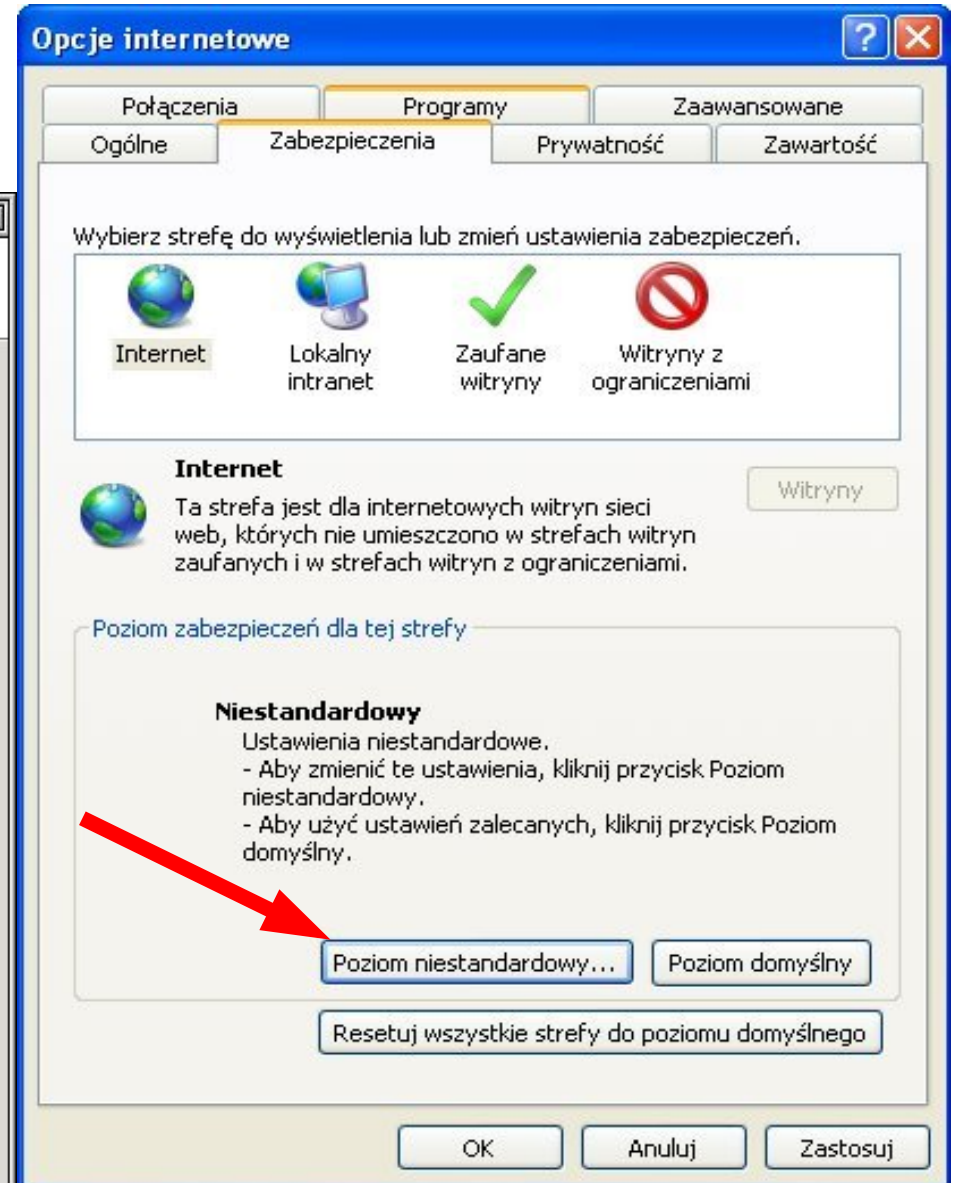 Opcje internetowe
Połączenia Programy Zaawansowane
Ogólne Zabezpieczenia Prywatność Zawartość
Wybierz strefę do wyświetlenia lub zmień ustawienia zabezpieczeń.
Internet
Lokalny
intranet
Zaufane
witryny
Witryny z
ograniczeniami
Internet
Witryny
Ta strefa jest dla internetowych witryn sieci
web, których nie umieszczono w strefach witryn
zaufanych i w strefach witryn z ograniczeniami.
Poziom zabezpieczeń dla tej strefy
Niestandardowy
Ustawienia niestandardowe.
- Aby zmienić te ustawienia, kliknij przycisk Poziom
niestandardowy.
- Aby użyć ustawień zalecanych, kliknij przycisk Poziom
domyślny.
Poziom niestandardowy... Poziom domyślny
Resetuj wszystkie strefy do poziomu domyślnego
OK Anuluj Zastosuj